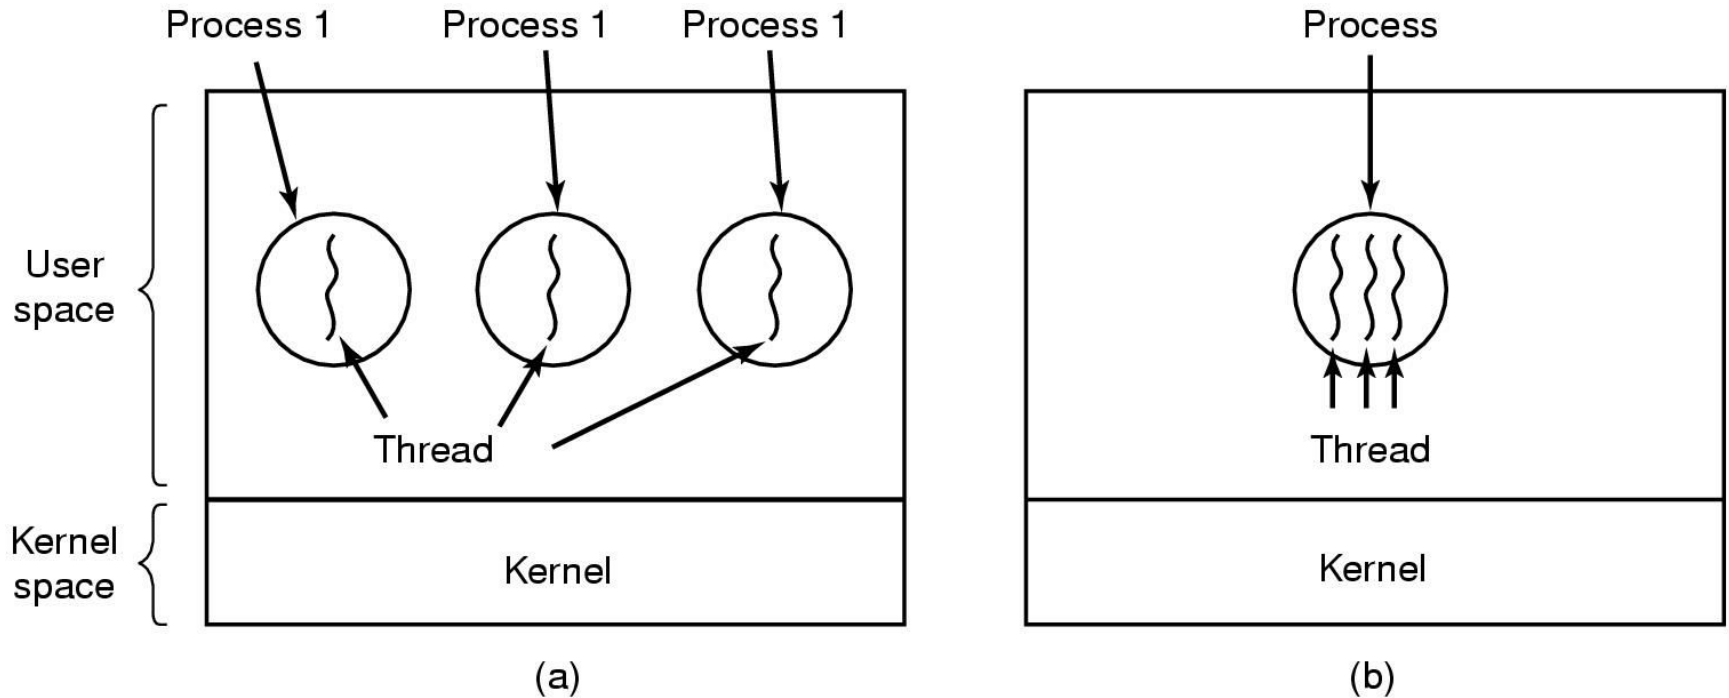 Process 1
Process 1
Process 1
User
space
Thread
Kernel
space
Kernel
(a)
Process
Thread
Kernel
(b)